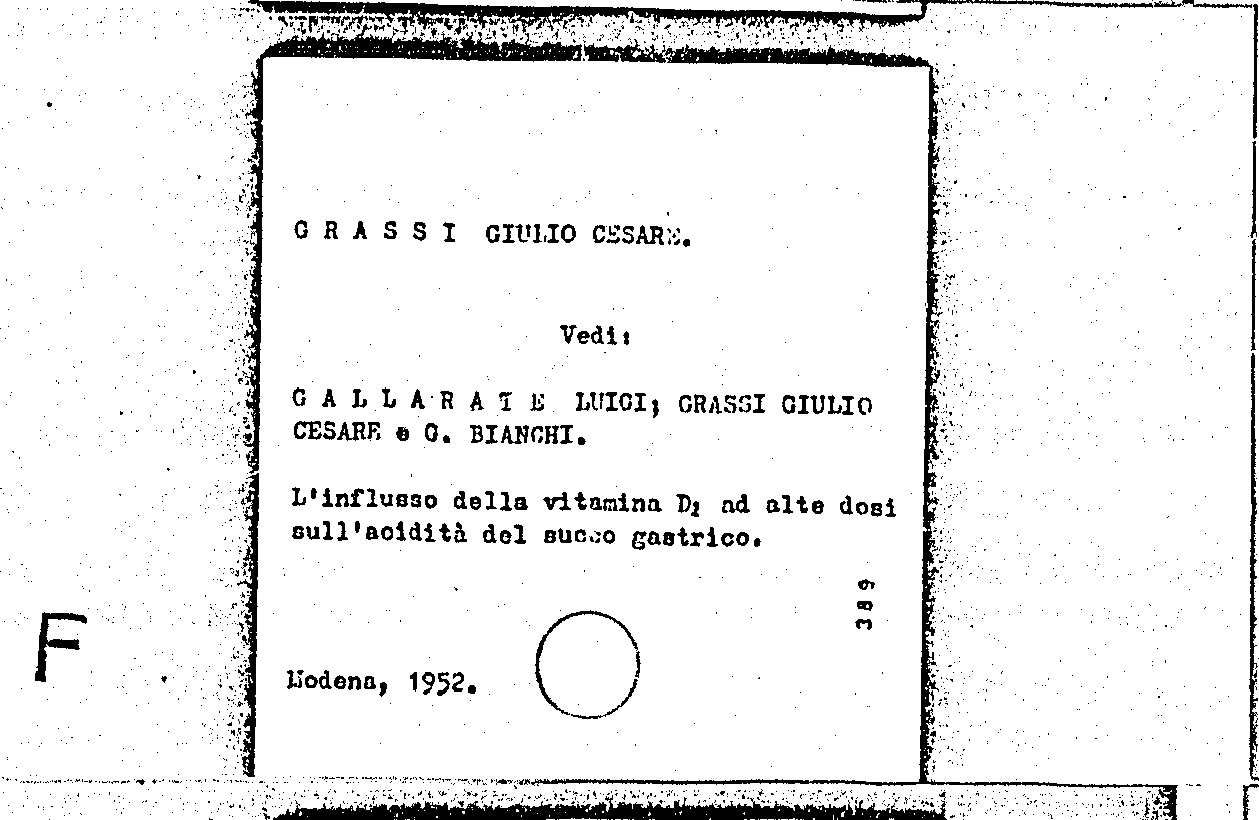 G R A S S I GIULIO CESARE.
Vedi:
G A L L A R A T E LUIGI; GRASSI GIULIO
CESARE e G. BIANCHI.
L'influsso della vitamina D2 ad alte dosi
sull'acidità del succo gastrico.
389
F
Modena, 1952.